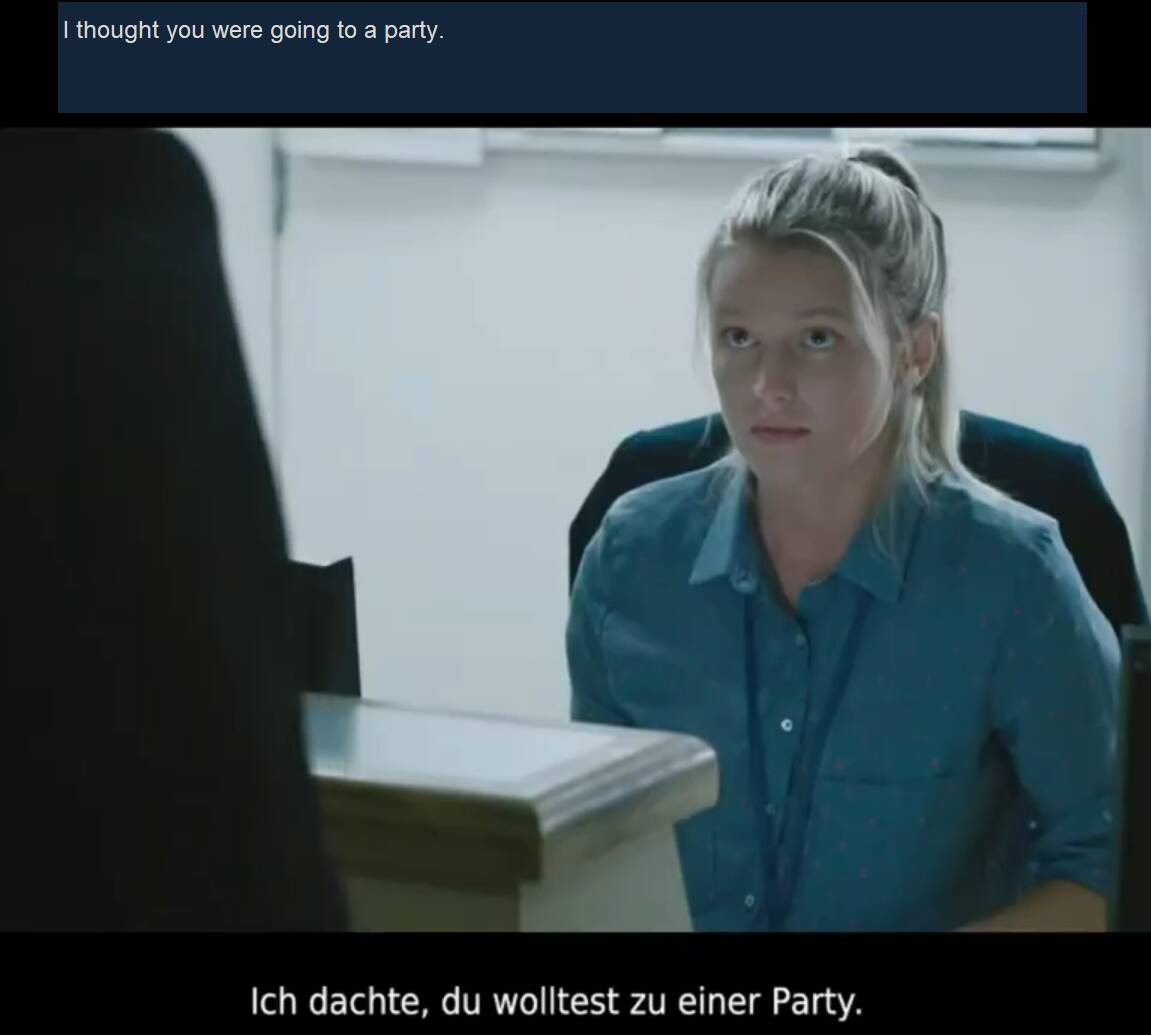 I thought you were going to a party.
Ich dachte, du wolltest zu einer Party.